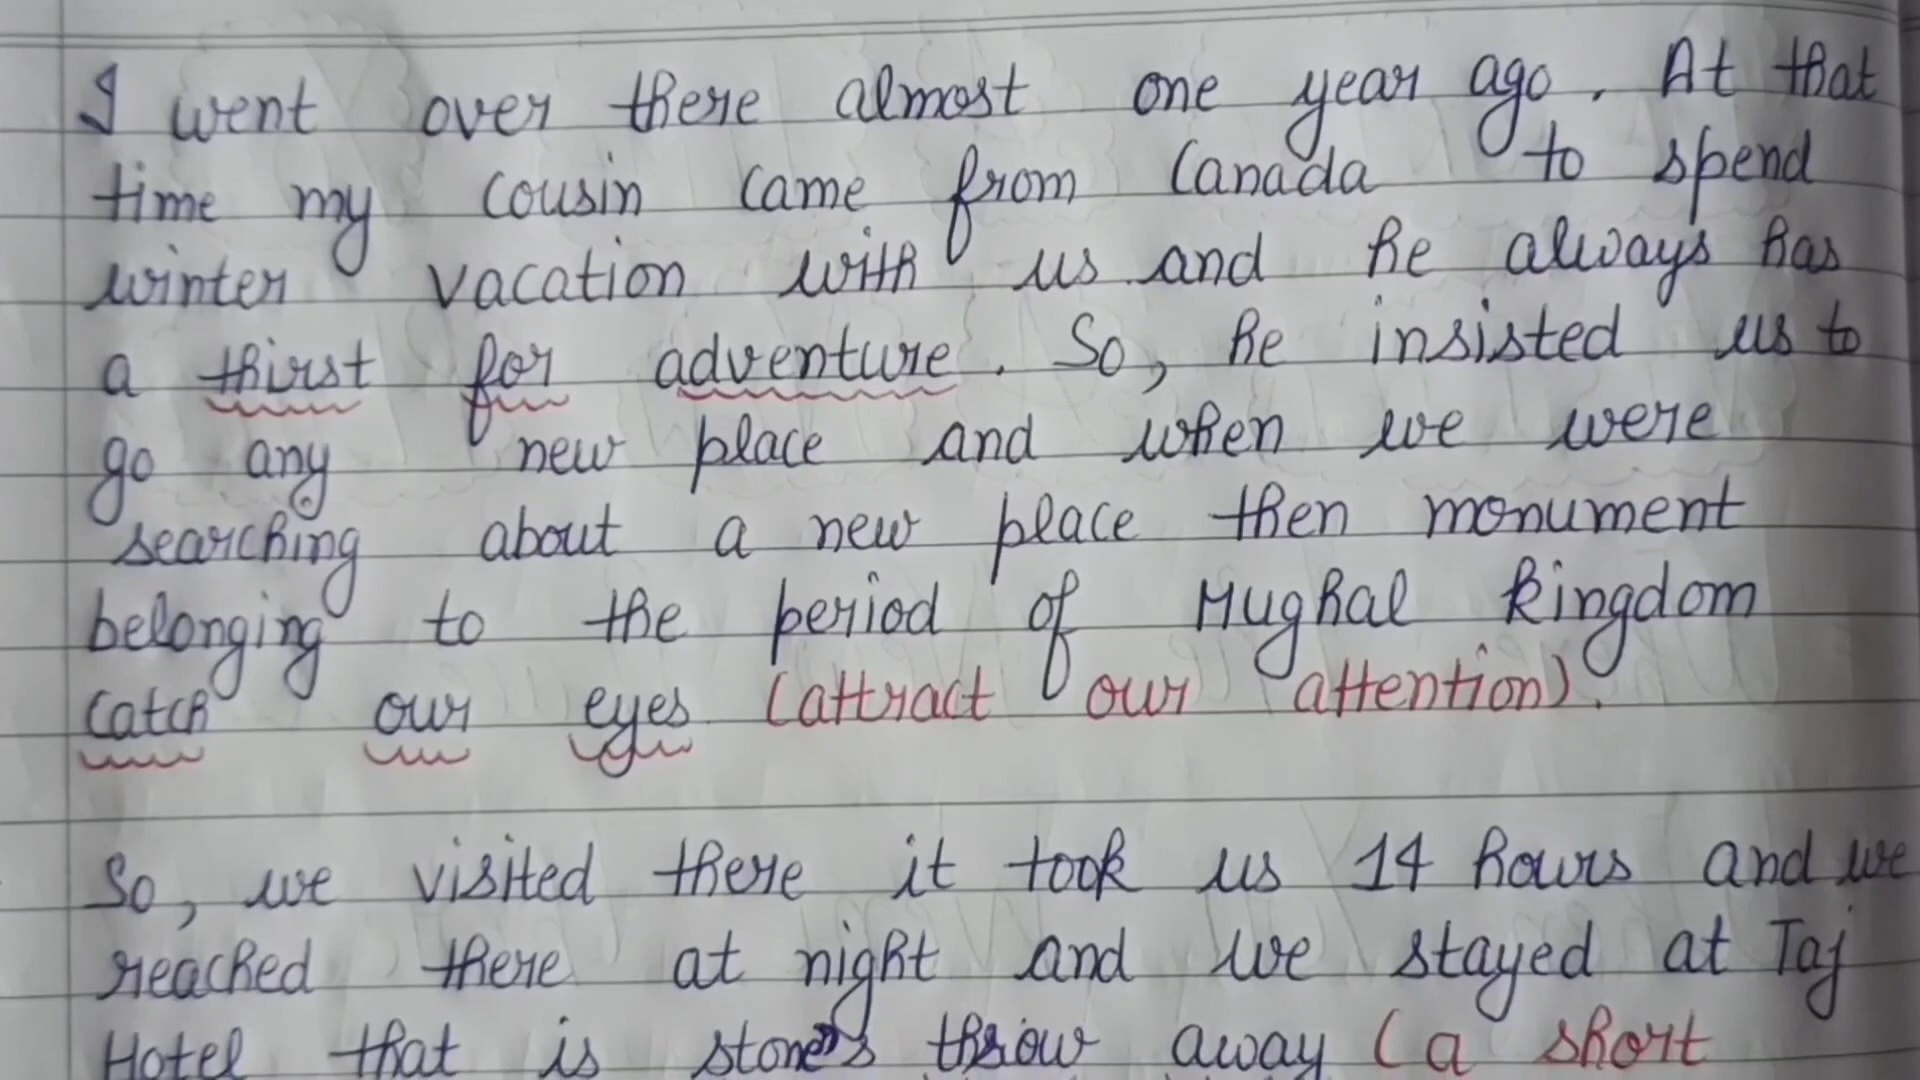 I went over there almost one year ago. At that
time my cousin came from Canada to spend
winter vacation with us and he always has
a thirst for adventure. So, he insisted us to
go any new place and when we were
searching about a new place then monument
belonging to the period of Mughal kingdom
catch our eyes (attract our attention).
So, we visited there it took us 14 hours and we
reached there at night and we stayed at Taj
Hotel that is stone's throw away (a short